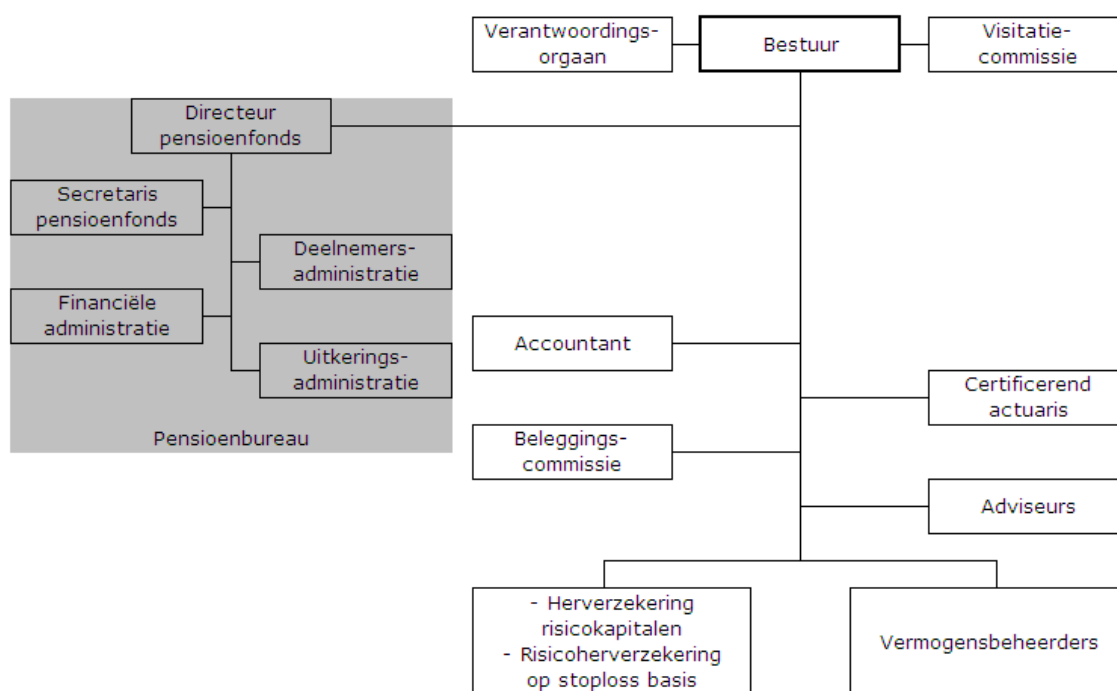 Verantwoordings-
orgaan
Bestuur
Visitatie-
commissie
Directeur
pensioenfonds
Secretaris
pensioenfonds
Deelnemers-
administratie
Financiële
administratie
Uitkerings-
administratie
Pensioenbureau
Accountant
Certificerend
actuaris
Beleggings-
commissie
Adviseurs
- Herverzekering
risicokapitalen
- Risicoherverzekering
op stoploss basis
Vermogensbeheerders